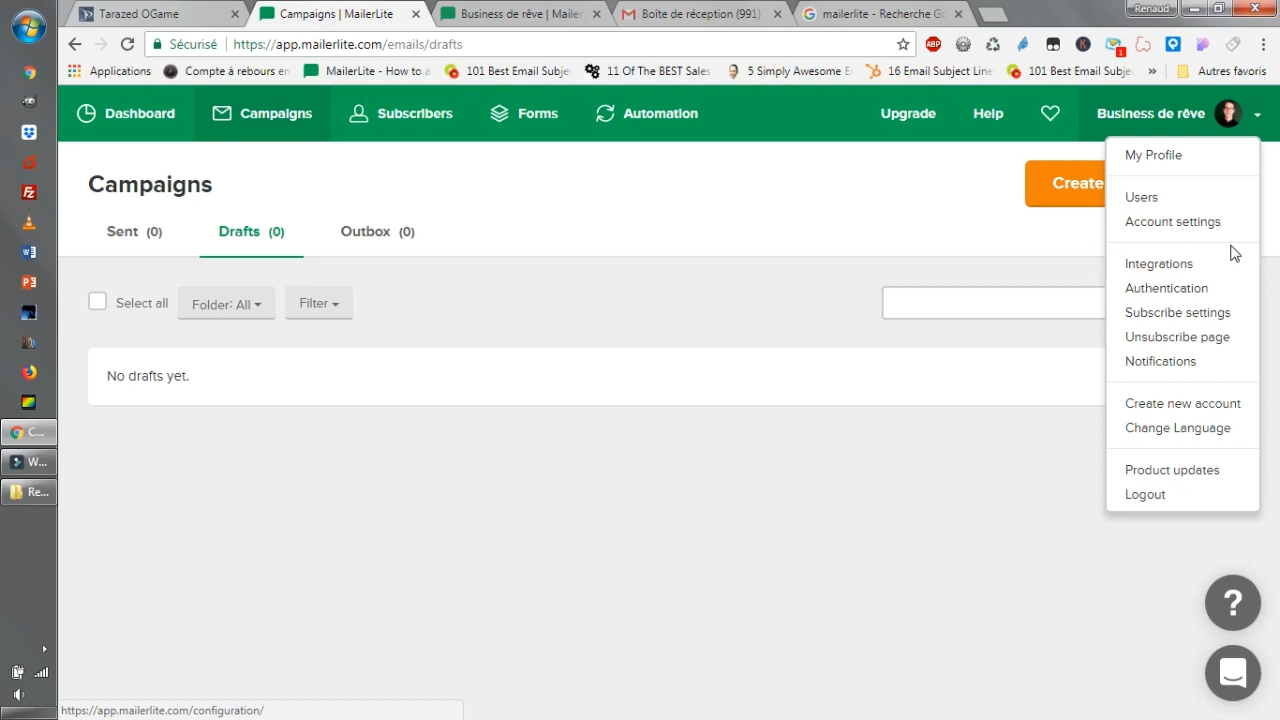 Tarazed OGame
Campaigns | MailerLite
Business de rêve | Mailer
Boîte de réception (991)
mailerlite - Recherche Go
Renaud
Sécurisé
https://app.mailerlite.com/emails/drafts
ABP
1
Applications
Compte à rebours en
MailerLite - How to a
101 Best Email Subje
11 Of The BEST Sales
5 Simply Awesome E
16 Email Subject Line
101 Best Email Subje
»
Autres favoris
Dashboard
Campaigns
Subscribers
Forms
Automation
Upgrade
Help
Business de rêve
My Profile
Users
Account settings
Integrations
Authentication
Subscribe settings
Unsubscribe page
Notifications
Create new account
Change Language
Product updates
Logout
Campaigns
Create
Sent (0)
Drafts (0)
Outbox (0)
Select all
Folder: All
Filter
No drafts yet.
C...
W...
Re...
?
https://app.mailerlite.com/configuration/